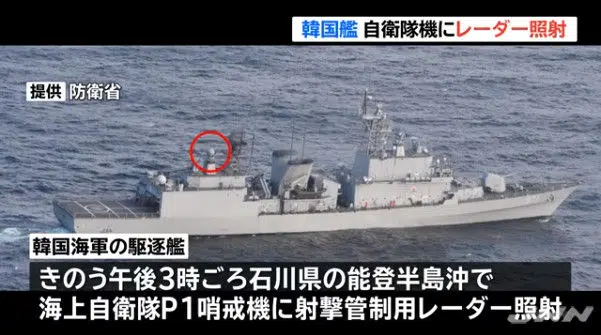 韓国艦 自衛隊機にレーダー照射
提供 防衛省
韓国海軍の駆逐艦
きのう午後3時ごろ石川県の能登半島沖で
海上自衛隊P1哨戒機に射撃管制用レーダー照射
JNN